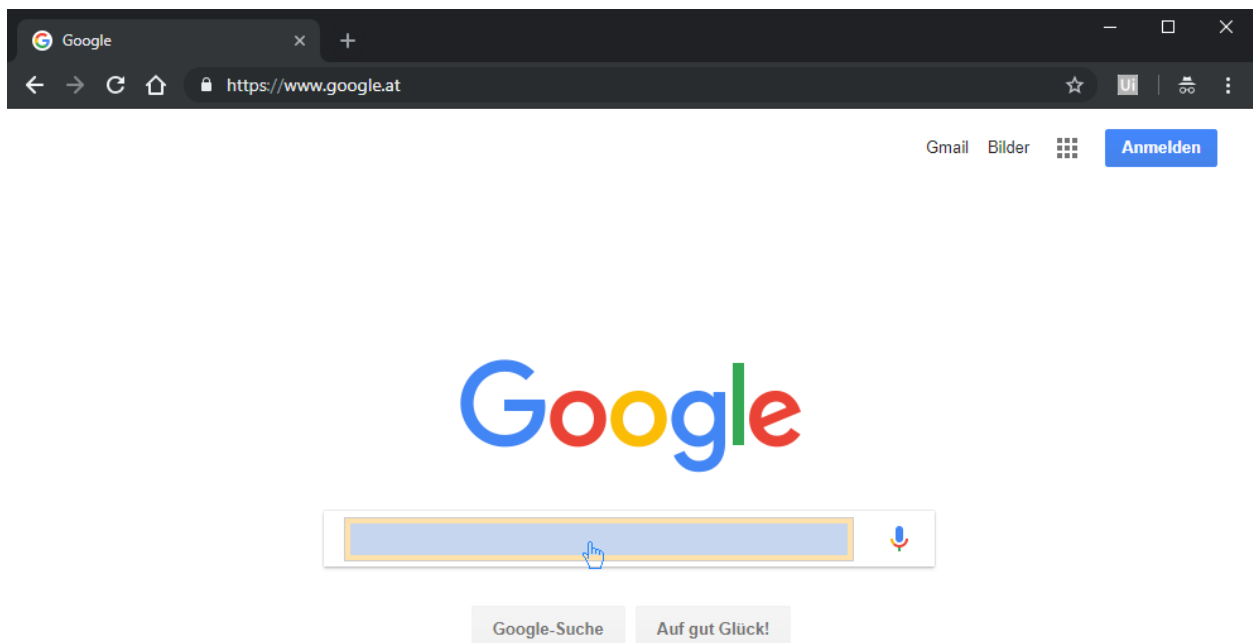 Google
https://www.google.at
Ui
Gmail Bilder Anmelden
Google
Google-Suche Auf gut Glück!